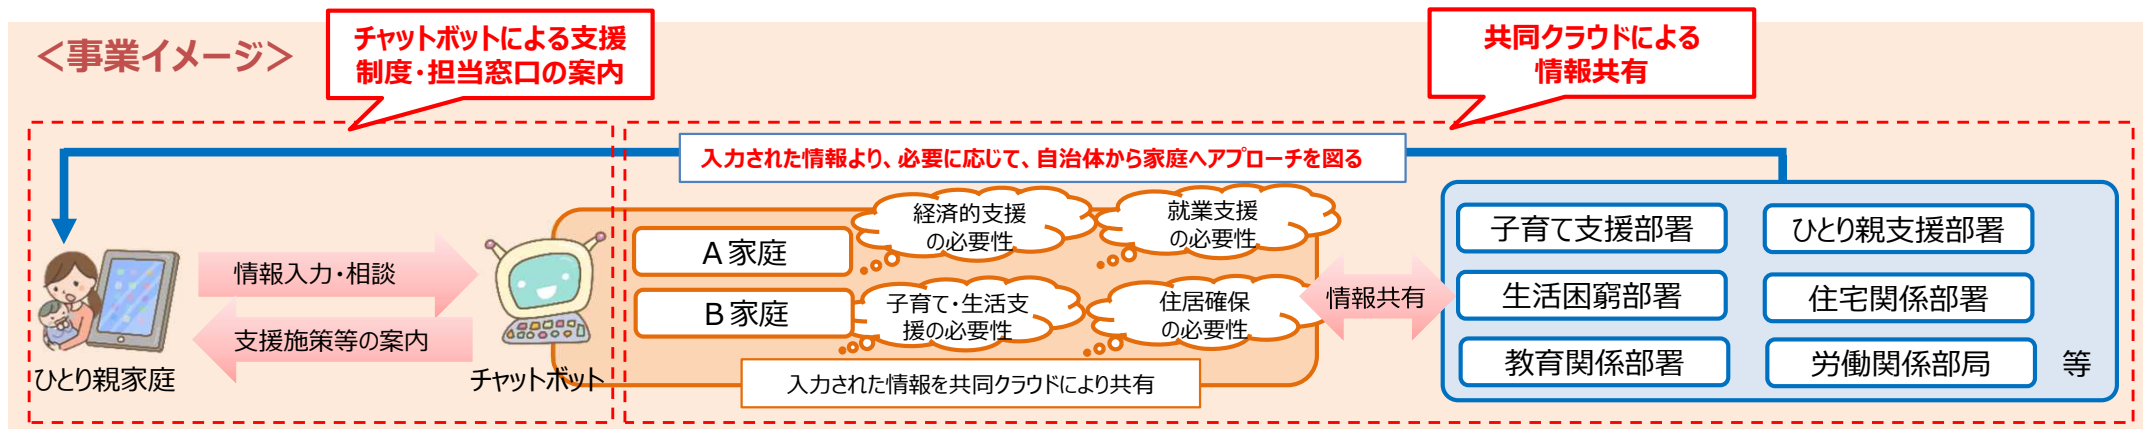 ＜事業イメージ＞
チャットボットによる支援
制度・担当窓口の案内
共同クラウドによる
情報共有
入力された情報より、必要に応じて、自治体から家庭へアプローチを図る
情報入力・相談
支援施策等の案内
ひとり親家庭
チャットボット
A家庭
B家庭
経済的支援
の必要性
就業支援
の必要性
子育て・生活支
援の必要性
住居確保
の必要性
入力された情報を共同クラウドにより共有
情報共有
子育て支援部署
ひとり親支援部署
生活困窮部署
住宅関係部署
教育関係部署
労働関係部局
等